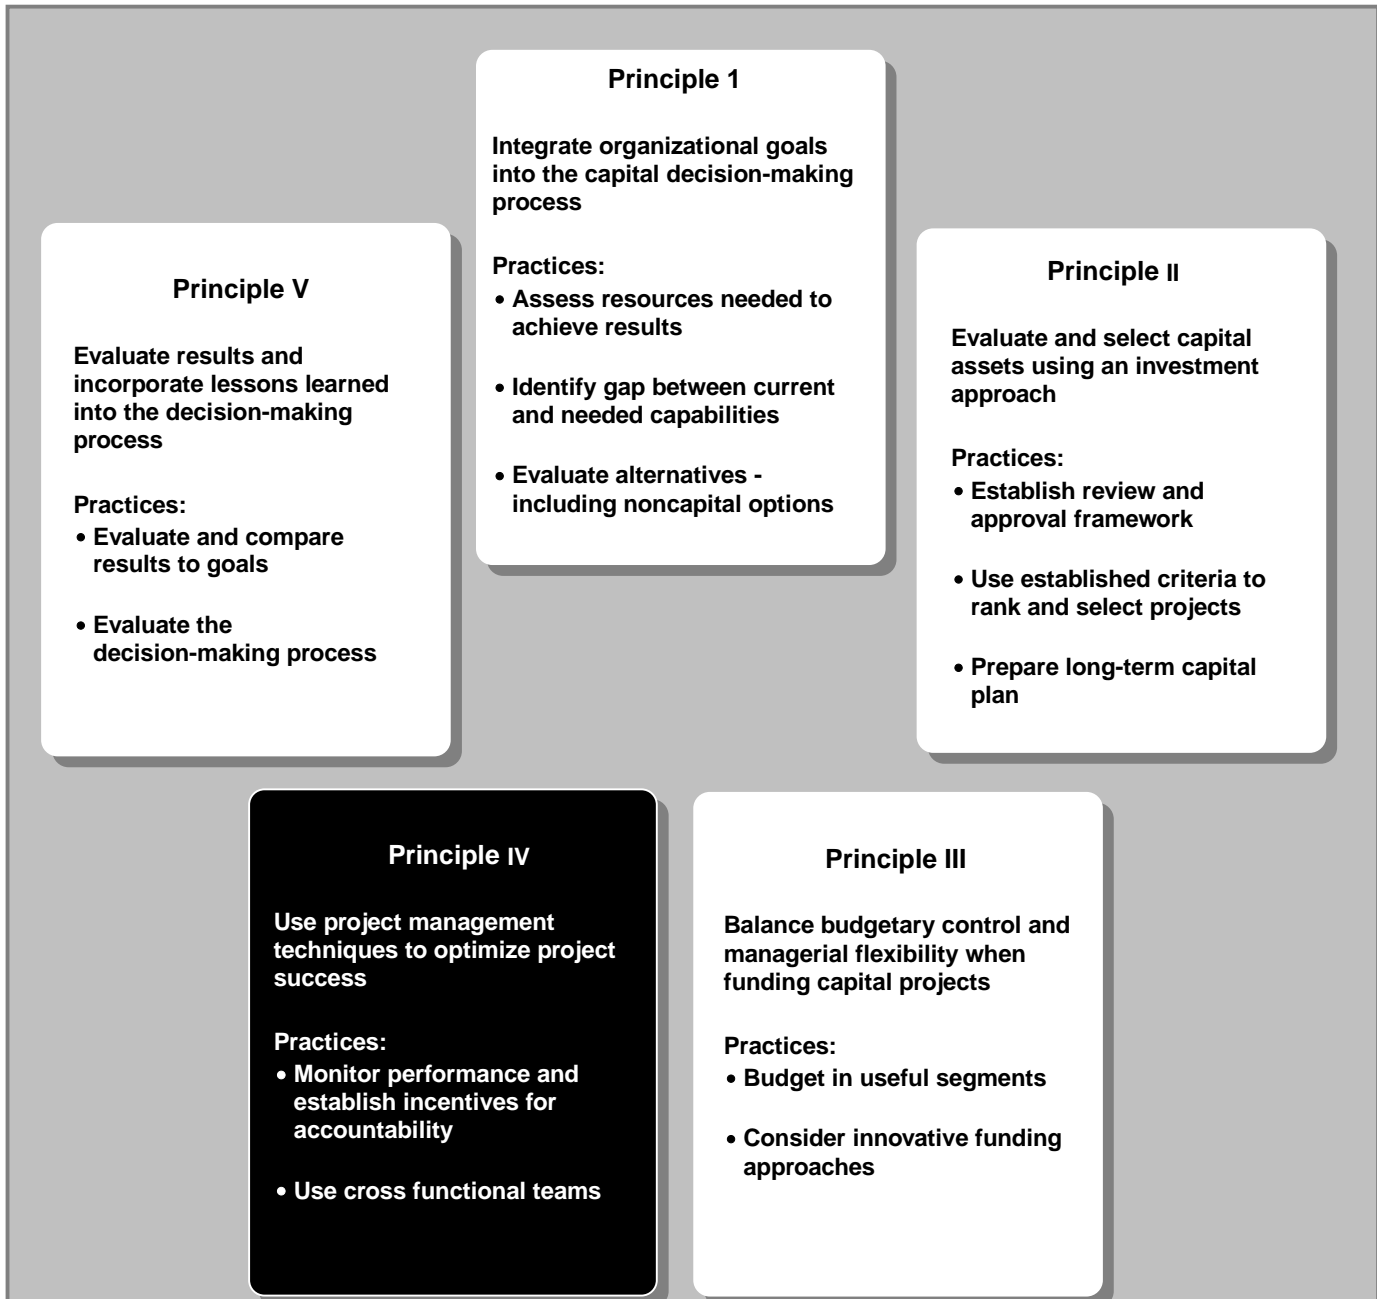 Principle 1
Integrate organizational goals
into the capital decision-making
process
Practices:
• Assess resources needed to
achieve results
• Identify gap between current
and needed capabilities
• Evaluate alternatives -
including noncapital options
Principle II
Evaluate and select capital
assets using an investment
approach
Practices:
• Establish review and
approval framework
• Use established criteria to
rank and select projects
• Prepare long-term capital
plan
Principle III
Balance budgetary control and
managerial flexibility when
funding capital projects
Practices:
• Budget in useful segments
• Consider innovative funding
approaches
Principle IV
Use project management
techniques to optimize project
success
Practices:
• Monitor performance and
establish incentives for
accountability
• Use cross functional teams
Principle V
Evaluate results and
incorporate lessons learned
into the decision-making
process
Practices:
• Evaluate and compare
results to goals
• Evaluate the
decision-making process